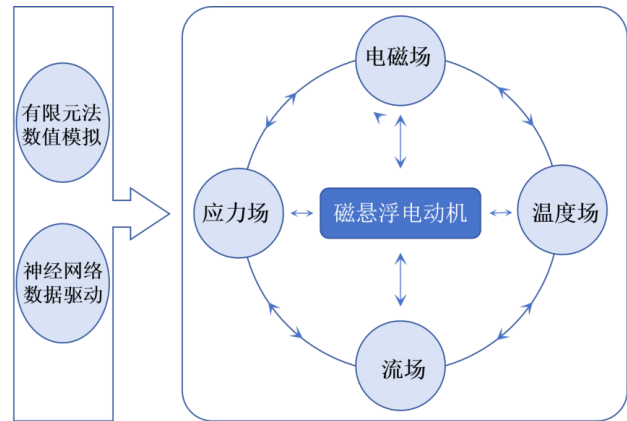 有限元法
数值模拟
神经网络
数据驱动
电磁场
应力场
磁悬浮电动机
温度场
流场